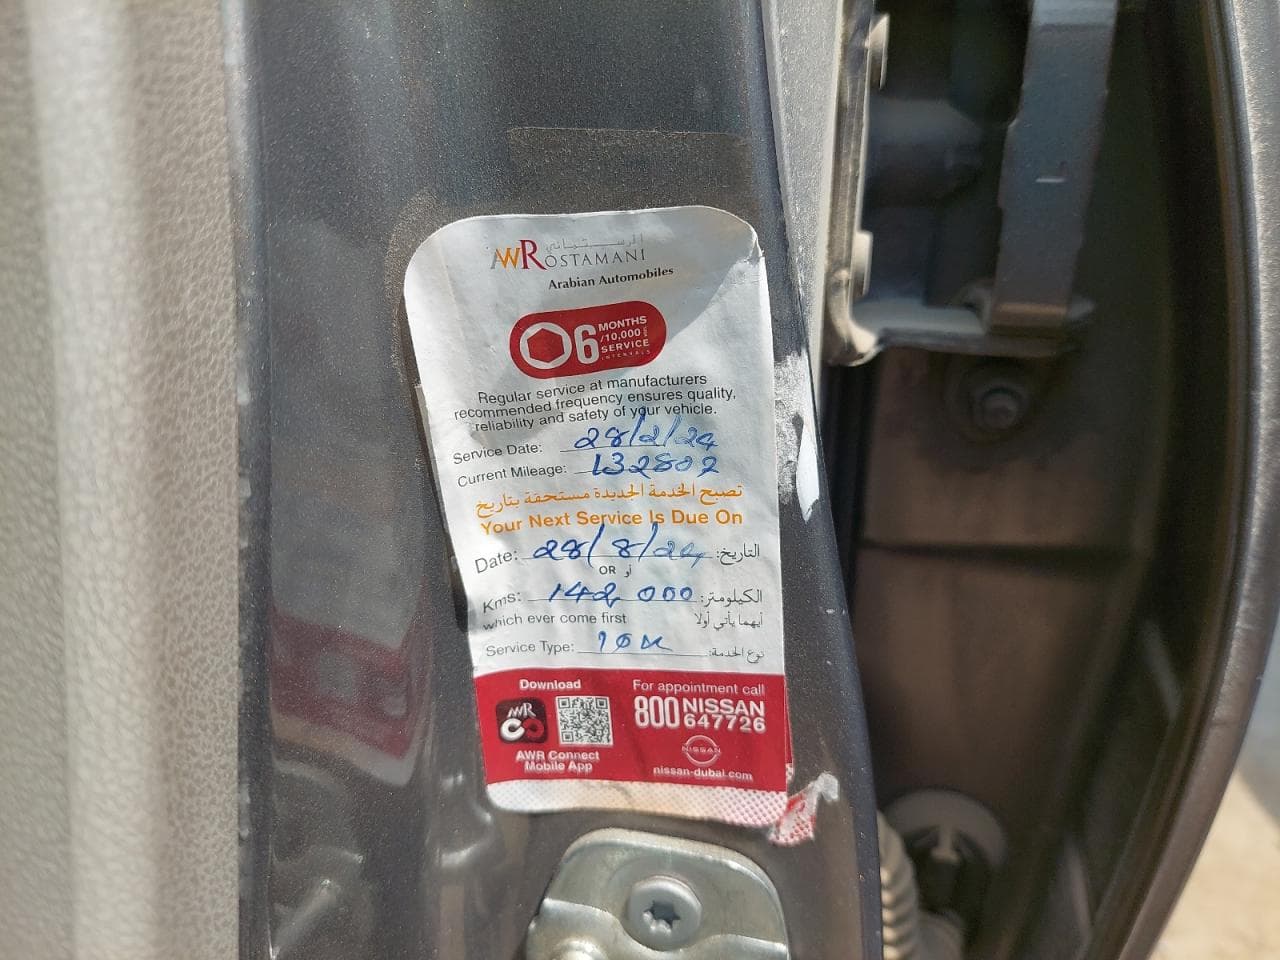 الرستماني
AWROSTAMANI
Arabian Automobiles
6 MONTHS
/10,000 KMS
SERVICE
INTERVALS
Regular service at manufacturers
recommended frequency ensures quality,
reliability and safety of your vehicle.
Service Date: 28/2/24
Current Mileage: 132802
تصبح الخدمة الجديدة مستحقة بتاريخ
Your Next Service Is Due On
Date: 28/8/24 التاريخ:
OR أو
Kms: 142 000 الكيلومتر:
which ever come first أيهما يأتي أولا
Service Type: 10K نوع الخدمة:
Download
AWR
AWR Connect
Mobile App
For appointment call
800 NISSAN
647726
NISSAN
nissan-dubai.com